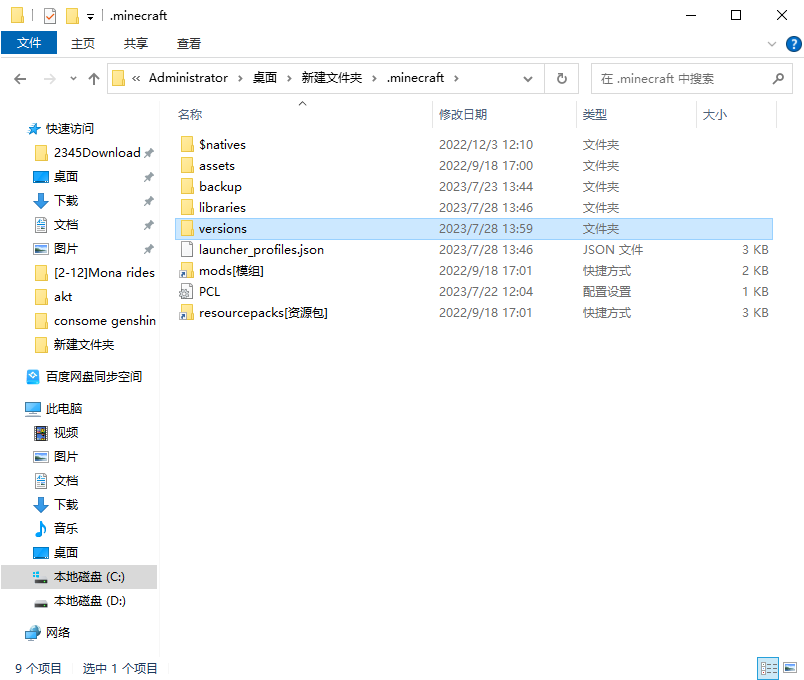 .minecraft
文件 主页 共享 查看
« Administrator › 桌面 › 新建文件夹 › .minecraft ›
在 .minecraft 中搜索
名称 修改日期 类型 大小
快速访问
2345Download
桌面
下载
文档
图片
[2-12]Mona rides
akt
consome genshin
新建文件夹
百度网盘同步空间
此电脑
视频
图片
文档
下载
音乐
桌面
本地磁盘 (C:)
本地磁盘 (D:)
网络
$natives 2022/12/3 12:10 文件夹
assets 2022/9/18 17:00 文件夹
backup 2023/7/23 13:44 文件夹
libraries 2023/7/28 13:46 文件夹
versions 2023/7/28 13:59 文件夹
launcher_profiles.json 2023/7/28 13:46 JSON 文件 3 KB
mods[模组] 2022/9/18 17:01 快捷方式 2 KB
PCL 2023/7/22 12:04 配置设置 1 KB
resourcepacks[资源包] 2022/9/18 17:01 快捷方式 3 KB
9 个项目 选中 1 个项目